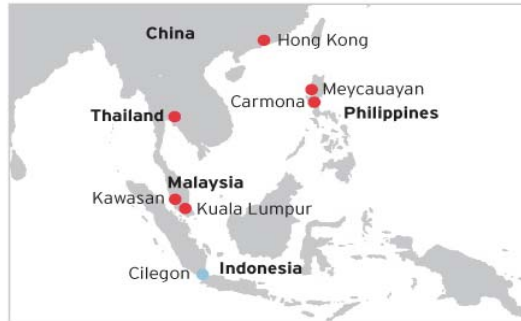 China
Hong Kong
Meycauayan
Carmona
Philippines
Thailand
Malaysia
Kawasan
Kuala Lumpur
Cilegon
Indonesia